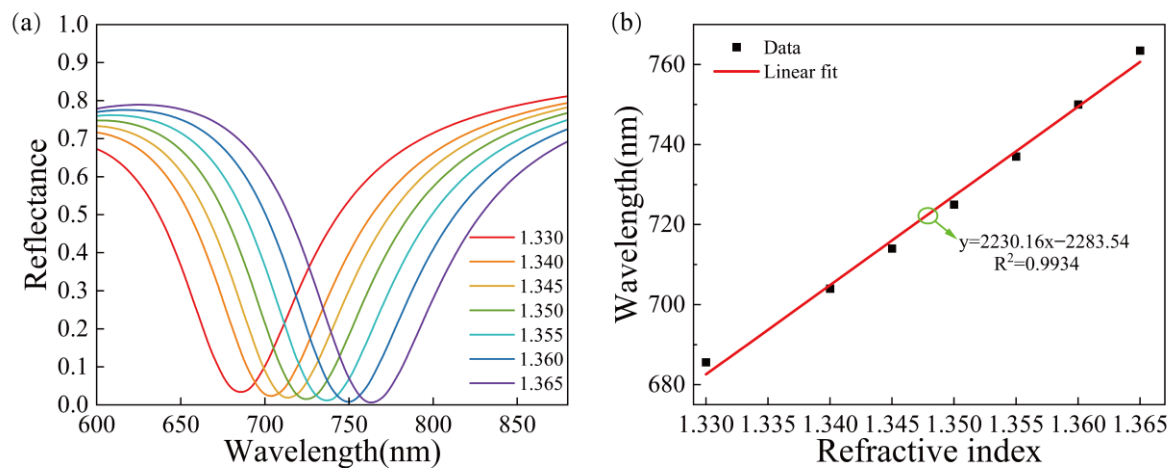 (a)
1.0
0.9
0.8
0.7
0.6
0.5
0.4
0.3
0.2
0.1
0.0
Reflectance
1.330
1.340
1.345
1.350
1.355
1.360
1.365
600 650 700 750 800 850
Wavelength(nm)
(b)
Data
Linear fit
760
740
720
700
680
Wavelength(nm)
y=2230.16x−2283.54
R²=0.9934
1.330 1.335 1.340 1.345 1.350 1.355 1.360 1.365
Refractive index